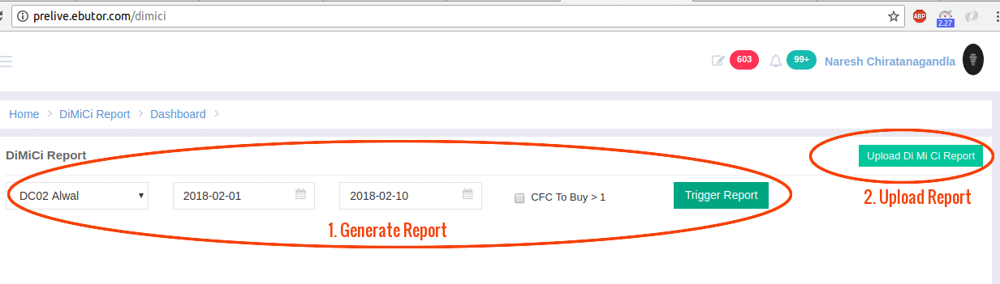 prelive.ebutor.com/dimici
ABP
2.27
603
99+
Naresh Chiratanagandla
Home > DiMiCi Report > Dashboard >
DiMiCi Report
Upload Di Mi Ci Report
DC02 Alwal
2018-02-01
2018-02-10
CFC To Buy > 1
Trigger Report
2. Upload Report
1. Generate Report